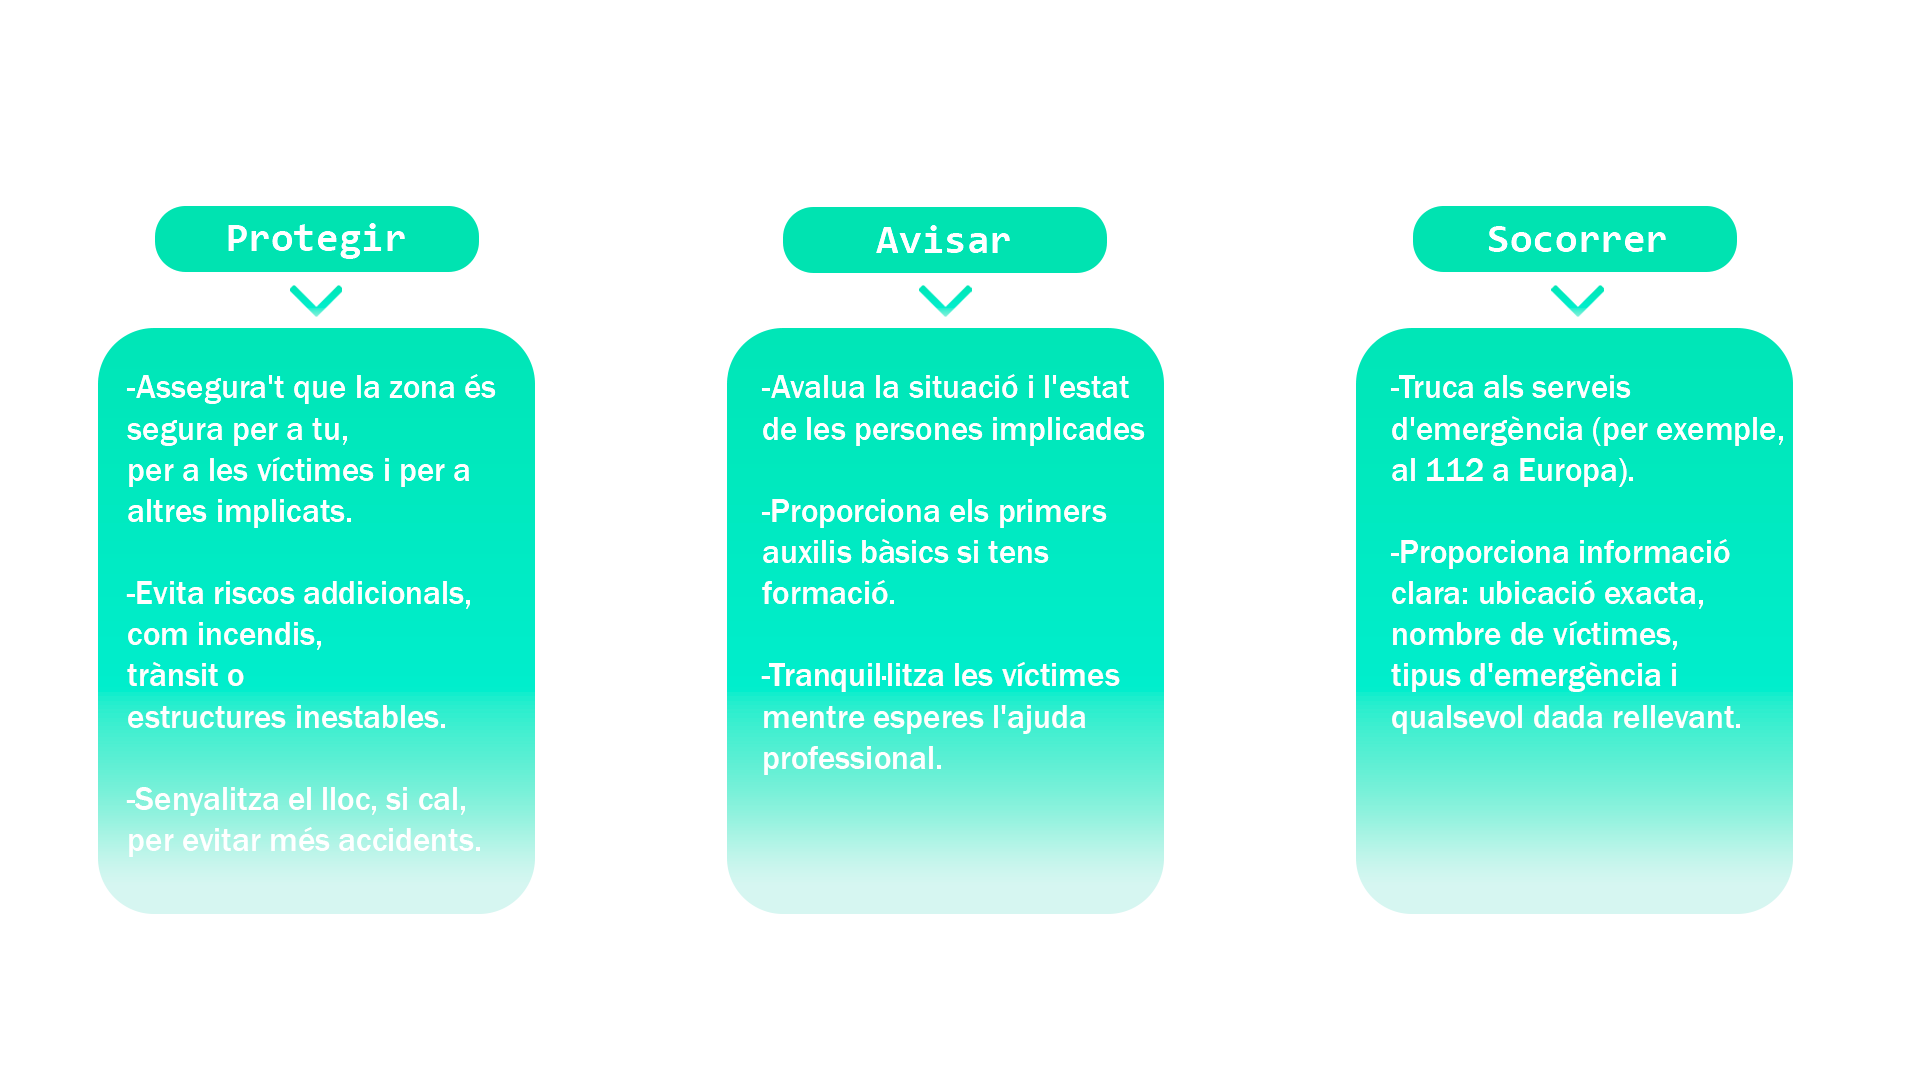 Protegir
-Assegura't que la zona és
segura per a tu,
per a les víctimes i per a
altres implicats.
-Evita riscos addicionals,
com incendis,
trànsit o
estructures inestables.
-Senyalitza el lloc, si cal,
per evitar més accidents.
Avisar
-Avalua la situació i l'estat
de les persones implicades
-Proporciona els primers
auxilis bàsics si tens
formació.
-Tranquil·litza les víctimes
mentre esperes l'ajuda
professional.
Socorrer
-Truca als serveis
d'emergència (per exemple,
al 112 a Europa).
-Proporciona informació
clara: ubicació exacta,
nombre de víctimes,
tipus d'emergència i
qualsevol dada rellevant.